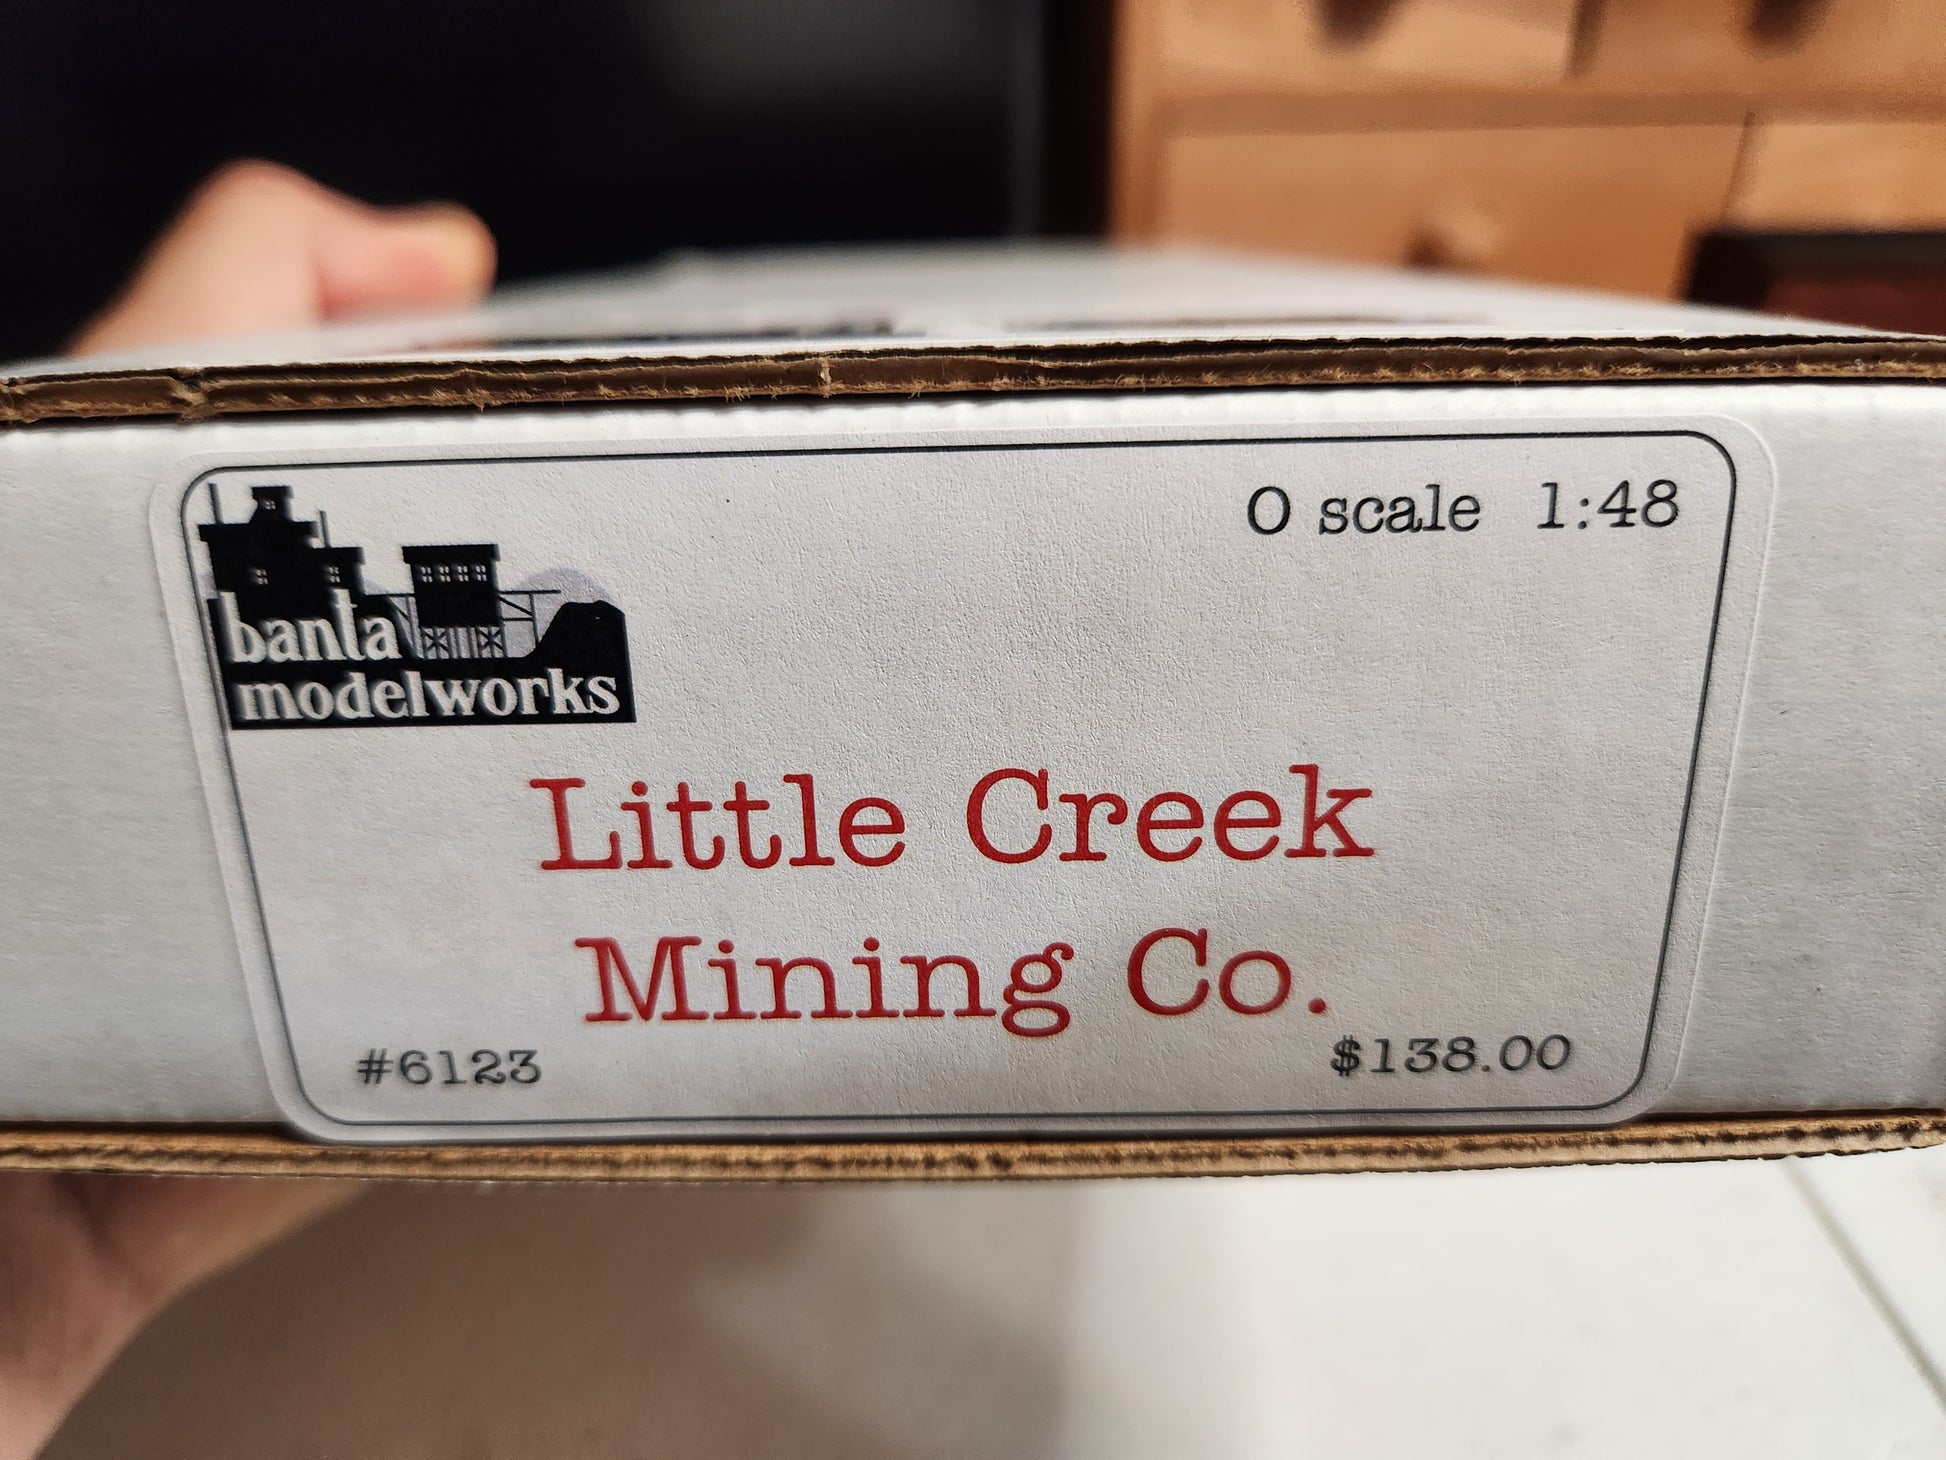 banta
modelworks
O scale 1:48
Little Creek
Mining Co.
#6123
$138.00